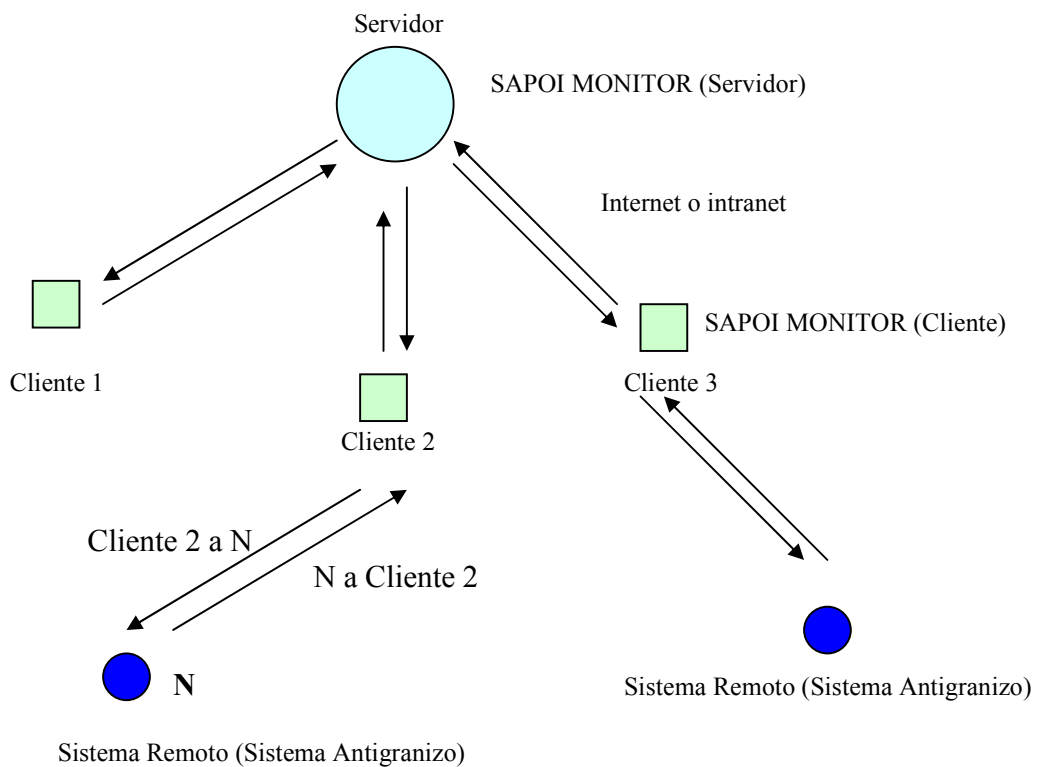 Servidor
SAPOI MONITOR (Servidor)
Internet o intranet
SAPOI MONITOR (Cliente)
Cliente 1
Cliente 3
Cliente 2
Cliente 2 a N
N a Cliente 2
N
Sistema Remoto (Sistema Antigranizo)
Sistema Remoto (Sistema Antigranizo)